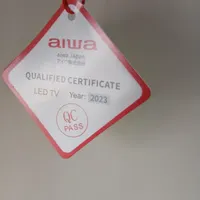 aiwa
QUALIFIED CERTIFICATE
LED TV Year: 2023
QC
PASS